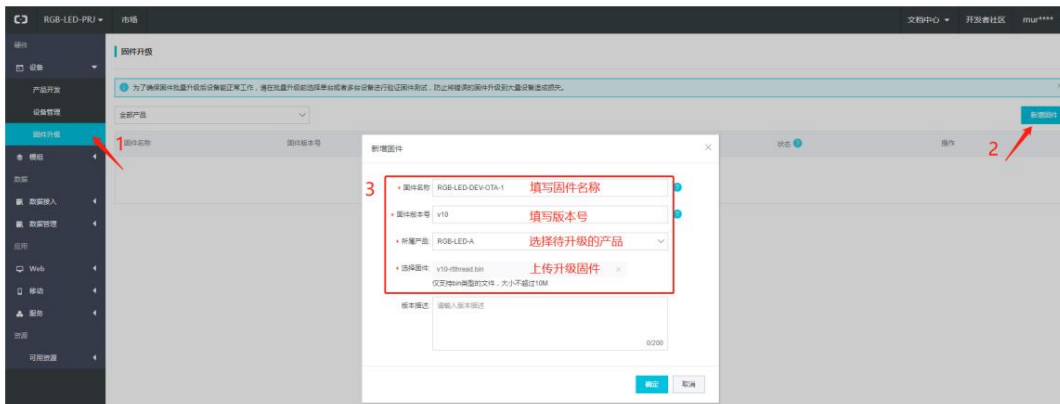 RGB-LED-PRJ 市场 文档中心 开发者社区 mur****
硬件
设备
产品开发
设备管理
固件升级
模组
数据
数据接入
数据管理
应用
Web
移动
服务
资源
可用资源
固件升级
为了确保固件批量升级后设备能正常工作，请在批量升级前选择单台或者多台设备进行验证固件测试，防止将错误的固件升级到大量设备造成损失。
全部产品
新增固件
固件名称 固件版本号 状态 操作
1
2
新增固件
3
* 固件名称 RGB-LED-DEV-OTA-1 填写固件名称
* 固件版本号 v10 填写版本号
* 所属产品 RGB-LED-A 选择待升级的产品
* 选择固件 v10-rtthread.bin 上传升级固件
仅支持bin类型的文件，大小不超过10M
版本描述 请输入版本描述
0/200
确定 取消